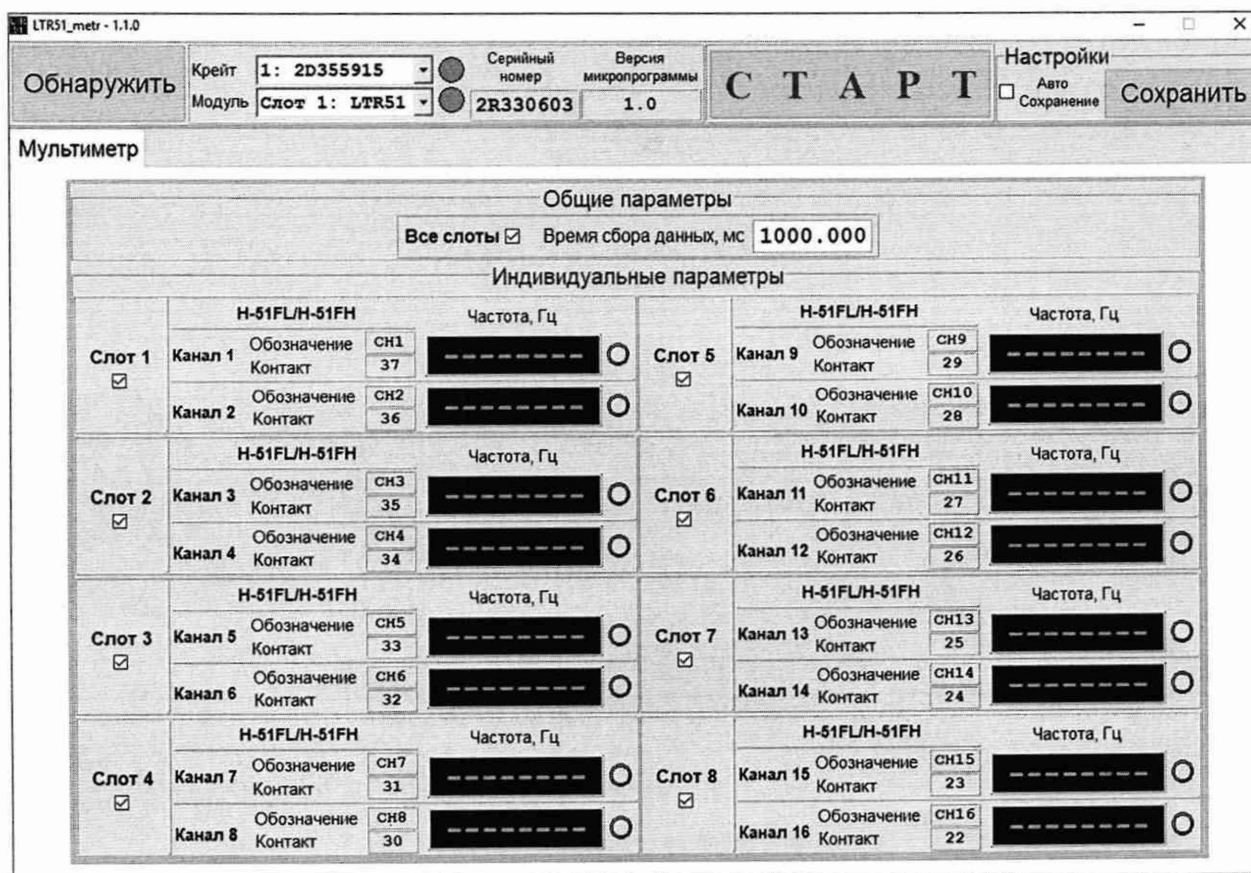 LTR51_metr - 1.1.0
Обнаружить
Крейт 1: 2D355915
Модуль Слот 1: LTR51
Серийный номер
2R330603
Версия микропрограммы
1.0
СТАРТ
Настройки
Авто Сохранение
Сохранить
Мультиметр
Общие параметры
Все слоты Время сбора данных, мс 1000.000
Индивидуальные параметры
Слот 1
H-51FL/H-51FH Частота, Гц
Канал 1 Обозначение CH1
Контакт 37
Канал 2 Обозначение CH2
Контакт 36
Слот 2
H-51FL/H-51FH Частота, Гц
Канал 3 Обозначение CH3
Контакт 35
Канал 4 Обозначение CH4
Контакт 34
Слот 3
H-51FL/H-51FH Частота, Гц
Канал 5 Обозначение CH5
Контакт 33
Канал 6 Обозначение CH6
Контакт 32
Слот 4
H-51FL/H-51FH Частота, Гц
Канал 7 Обозначение CH7
Контакт 31
Канал 8 Обозначение CH8
Контакт 30
Слот 5
H-51FL/H-51FH Частота, Гц
Канал 9 Обозначение CH9
Контакт 29
Канал 10 Обозначение CH10
Контакт 28
Слот 6
H-51FL/H-51FH Частота, Гц
Канал 11 Обозначение CH11
Контакт 27
Канал 12 Обозначение CH12
Контакт 26
Слот 7
H-51FL/H-51FH Частота, Гц
Канал 13 Обозначение CH13
Контакт 25
Канал 14 Обозначение CH14
Контакт 24
Слот 8
H-51FL/H-51FH Частота, Гц
Канал 15 Обозначение CH15
Контакт 23
Канал 16 Обозначение CH16
Контакт 22